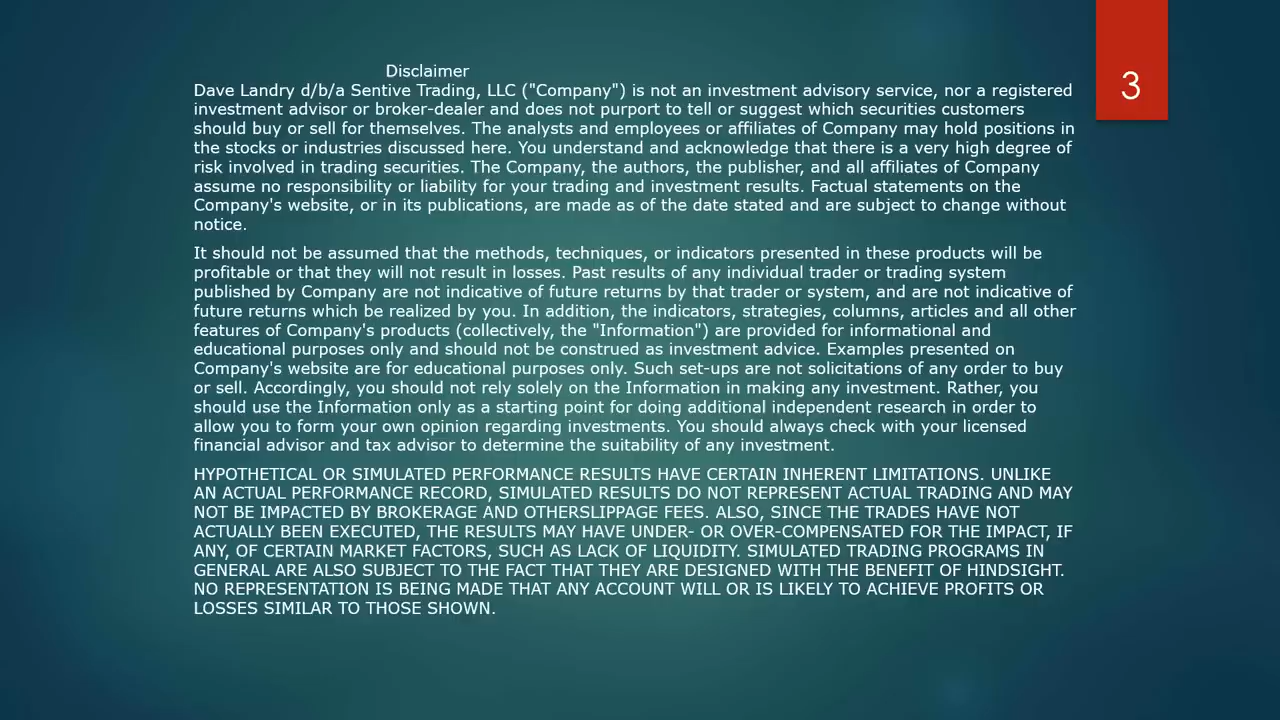 Disclaimer
3
Dave Landry d/b/a Sentive Trading, LLC ("Company") is not an investment advisory service, nor a registered
investment advisor or broker-dealer and does not purport to tell or suggest which securities customers
should buy or sell for themselves. The analysts and employees or affiliates of Company may hold positions in
the stocks or industries discussed here. You understand and acknowledge that there is a very high degree of
risk involved in trading securities. The Company, the authors, the publisher, and all affiliates of Company
assume no responsibility or liability for your trading and investment results. Factual statements on the
Company's website, or in its publications, are made as of the date stated and are subject to change without
notice.
It should not be assumed that the methods, techniques, or indicators presented in these products will be
profitable or that they will not result in losses. Past results of any individual trader or trading system
published by Company are not indicative of future returns by that trader or system, and are not indicative of
future returns which be realized by you. In addition, the indicators, strategies, columns, articles and all other
features of Company's products (collectively, the "Information") are provided for informational and
educational purposes only and should not be construed as investment advice. Examples presented on
Company's website are for educational purposes only. Such set-ups are not solicitations of any order to buy
or sell. Accordingly, you should not rely solely on the Information in making any investment. Rather, you
should use the Information only as a starting point for doing additional independent research in order to
allow you to form your own opinion regarding investments. You should always check with your licensed
financial advisor and tax advisor to determine the suitability of any investment.
HYPOTHETICAL OR SIMULATED PERFORMANCE RESULTS HAVE CERTAIN INHERENT LIMITATIONS. UNLIKE
AN ACTUAL PERFORMANCE RECORD, SIMULATED RESULTS DO NOT REPRESENT ACTUAL TRADING AND MAY
NOT BE IMPACTED BY BROKERAGE AND OTHERSLIPPAGE FEES. ALSO, SINCE THE TRADES HAVE NOT
ACTUALLY BEEN EXECUTED, THE RESULTS MAY HAVE UNDER- OR OVER-COMPENSATED FOR THE IMPACT, IF
ANY, OF CERTAIN MARKET FACTORS, SUCH AS LACK OF LIQUIDITY. SIMULATED TRADING PROGRAMS IN
GENERAL ARE ALSO SUBJECT TO THE FACT THAT THEY ARE DESIGNED WITH THE BENEFIT OF HINDSIGHT.
NO REPRESENTATION IS BEING MADE THAT ANY ACCOUNT WILL OR IS LIKELY TO ACHIEVE PROFITS OR
LOSSES SIMILAR TO THOSE SHOWN.